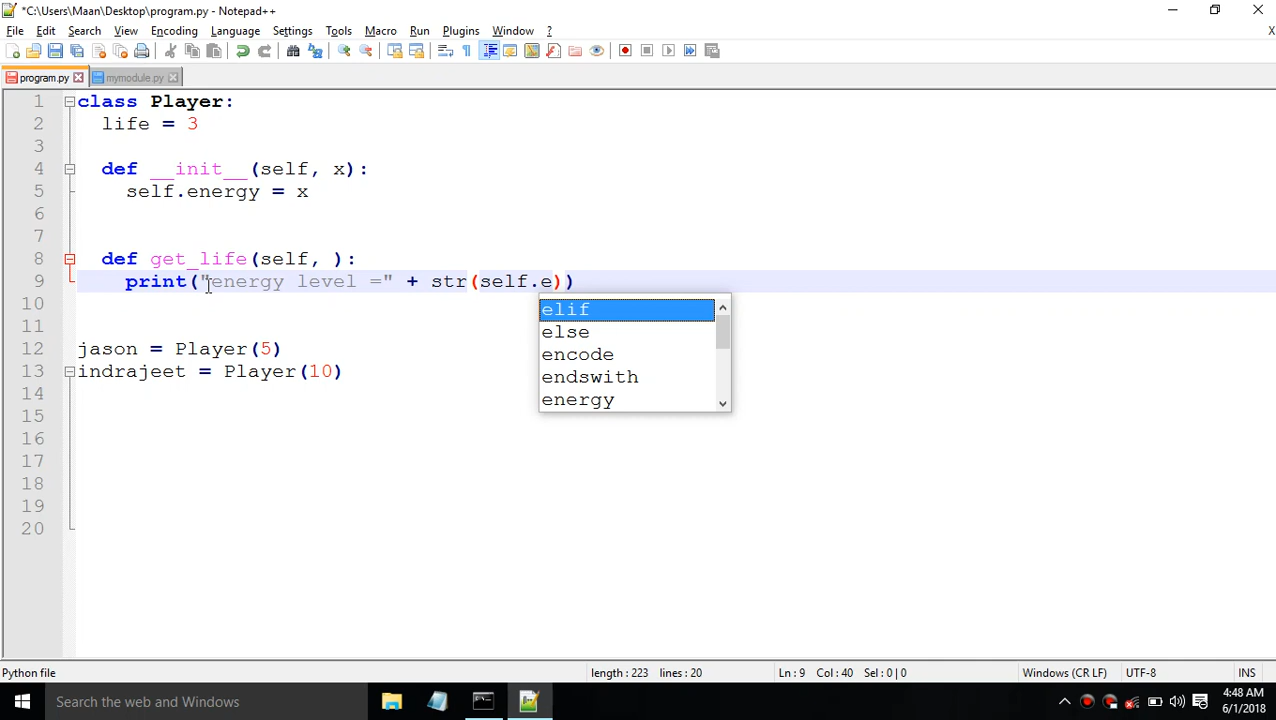 *C:\Users\Maan\Desktop\program.py - Notepad++
File Edit Search View Encoding Language Settings Tools Macro Run Plugins Window ? X
program.py mymodule.py
1 class Player:
2 life = 3
3
4 def __init__(self, x):
5 self.energy = x
6
7
8 def get_life(self, ):
9 print("energy level =" + str(self.e))
10
elif
11
else
12 jason = Player(5)
encode
13 indrajeet = Player(10)
endswith
14
energy
15
16
17
18
19
20
Python file length : 223 lines : 20 Ln : 9 Col : 40 Sel : 0 | 0 Windows (CR LF) UTF-8 INS
Search the web and Windows
4:48 AM
6/1/2018